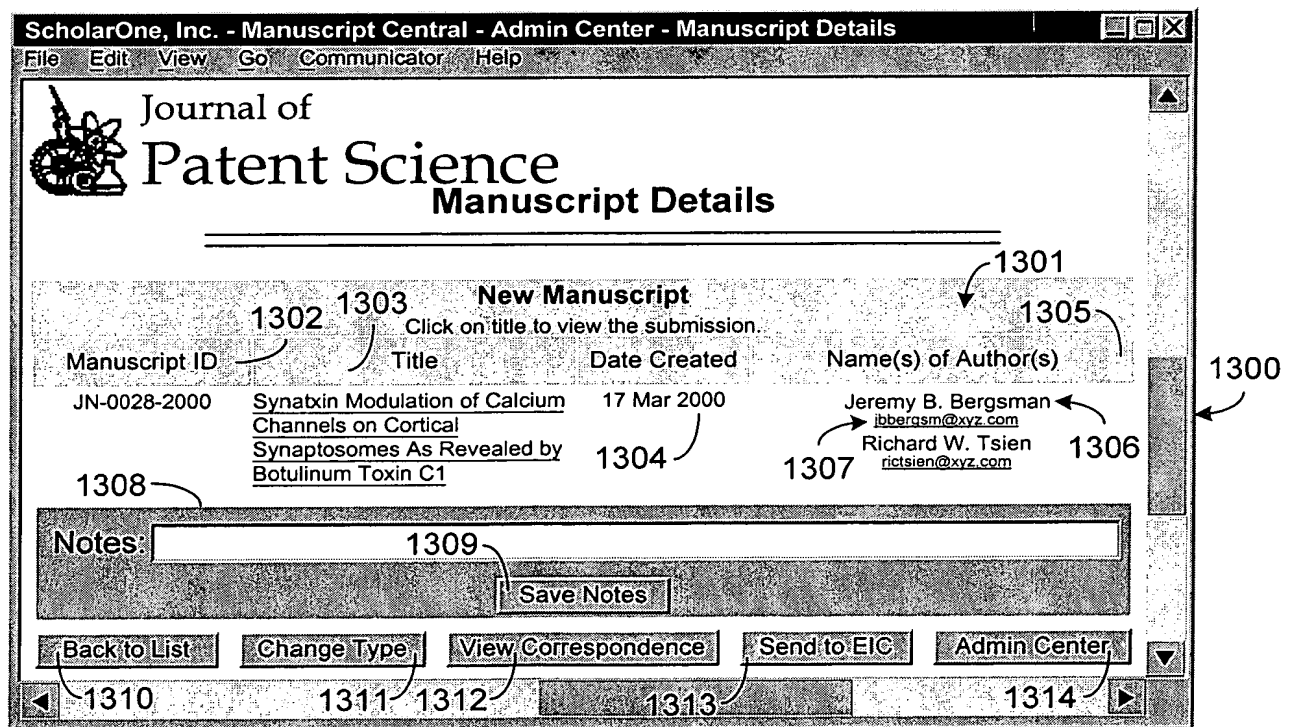 ScholarOne, Inc. - Manuscript Central - Admin Center - Manuscript Details
File Edit View Go Communicator Help
Journal of
Patent Science
Manuscript Details
1301
New Manuscript
1302 1303 1305
Click on title to view the submission.
Manuscript ID Title Date Created Name(s) of Author(s)
1300
JN-0028-2000 Synatxin Modulation of Calcium 17 Mar 2000 Jeremy B. Bergsman
Channels on Cortical jbbergsm@xyz.com
Synaptosomes As Revealed by 1304 1307 Richard W. Tsien 1306
Botulinum Toxin C1 rictsien@xyz.com
1308
Notes: 1309
Save Notes
Back to List Change Type View Correspondence Send to EIC Admin Center
1310 1311 1312 1313 1314